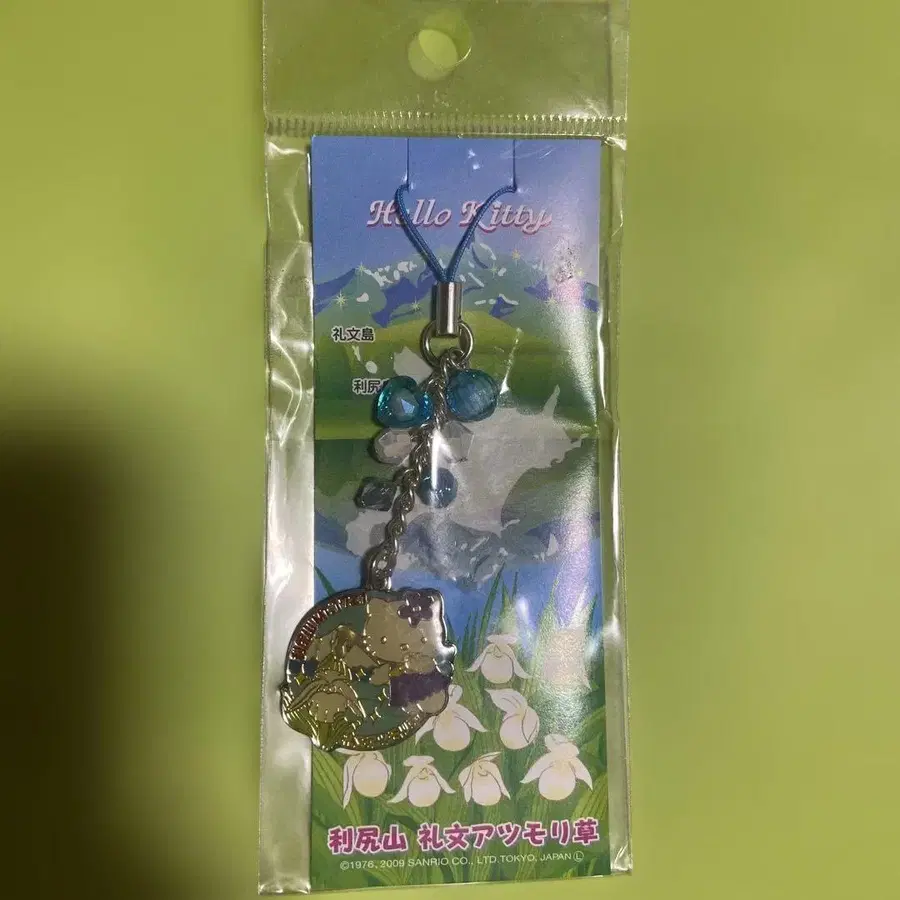 Hello Kitty
礼文島
利尻
利尻山 礼文アツモリ草
©1976, 2009 SANRIO CO., LTD. TOKYO, JAPAN Ⓛ